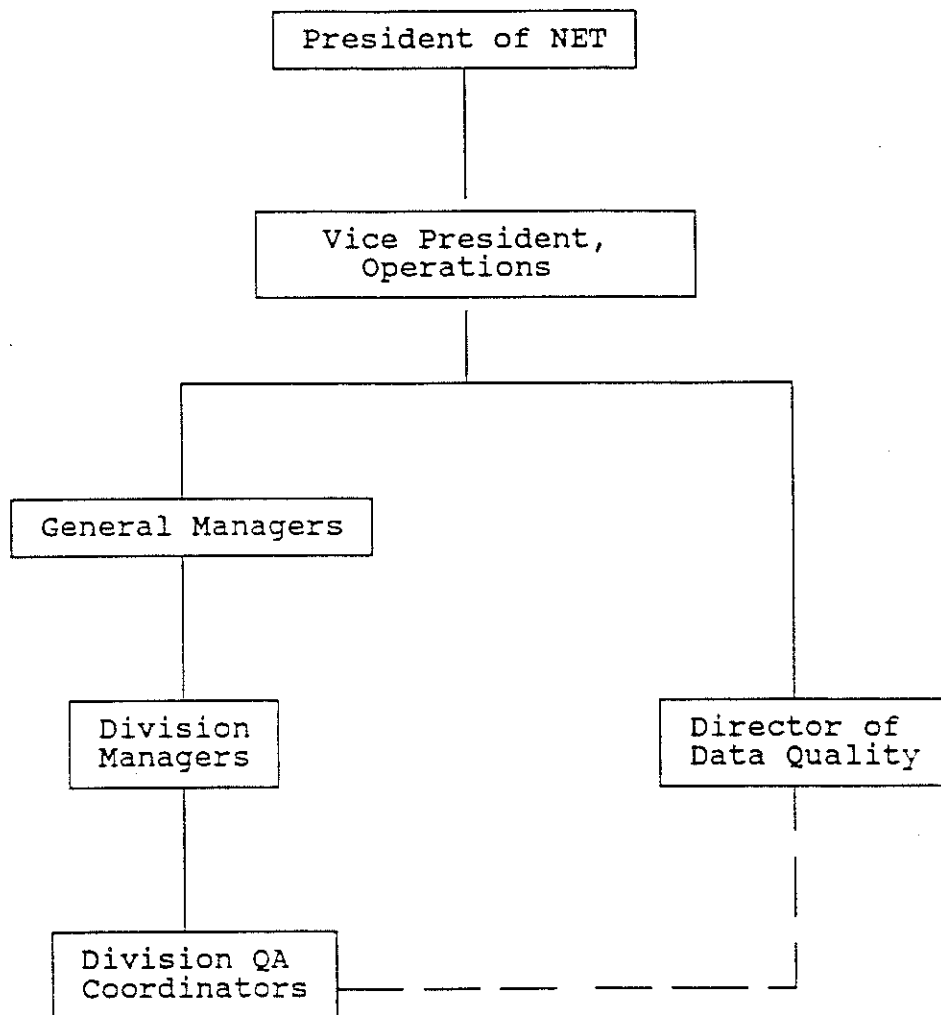 President of NET
Vice President,
Operations
General Managers
Division
Managers
Director of
Data Quality
Division QA
Coordinators